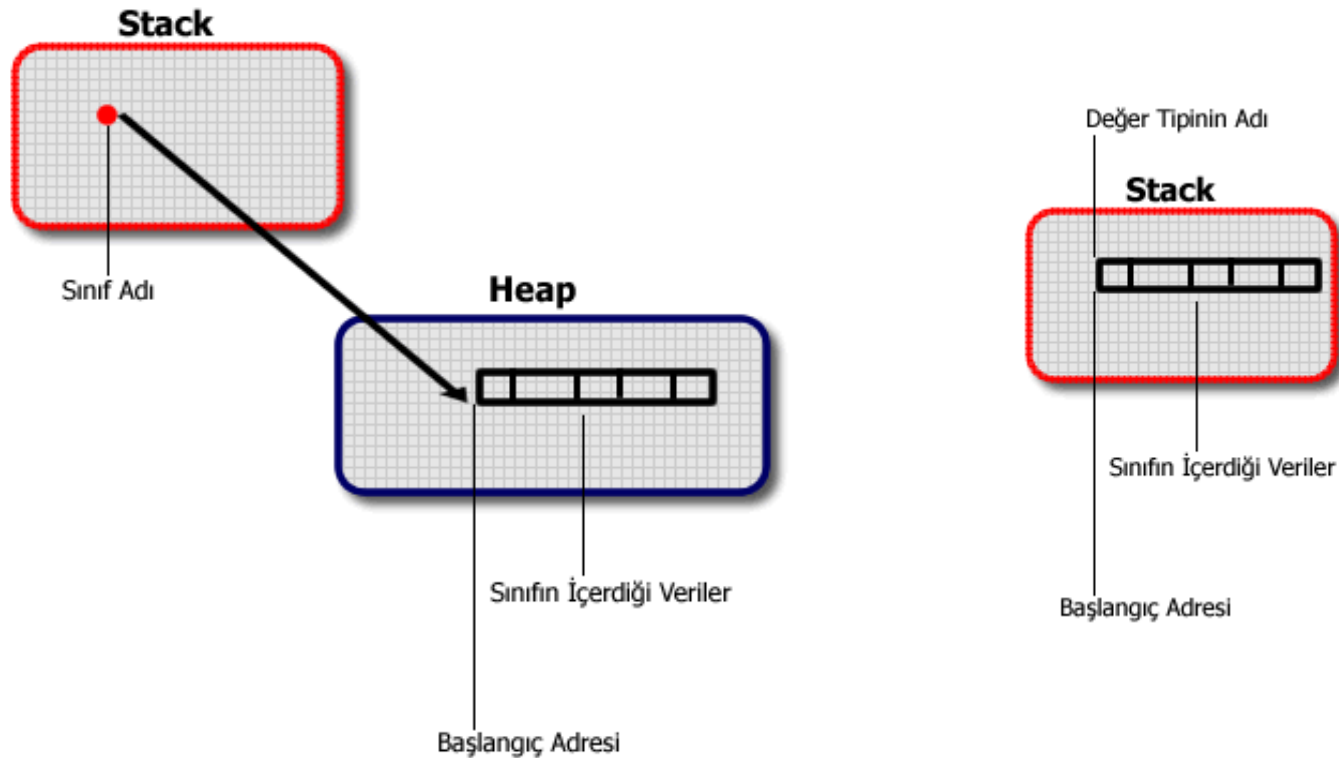 Stack
Sınıf Adı
Heap
Sınıfın İçerdiği Veriler
Başlangıç Adresi
Değer Tipinin Adı
Stack
Sınıfın İçerdiği Veriler
Başlangıç Adresi